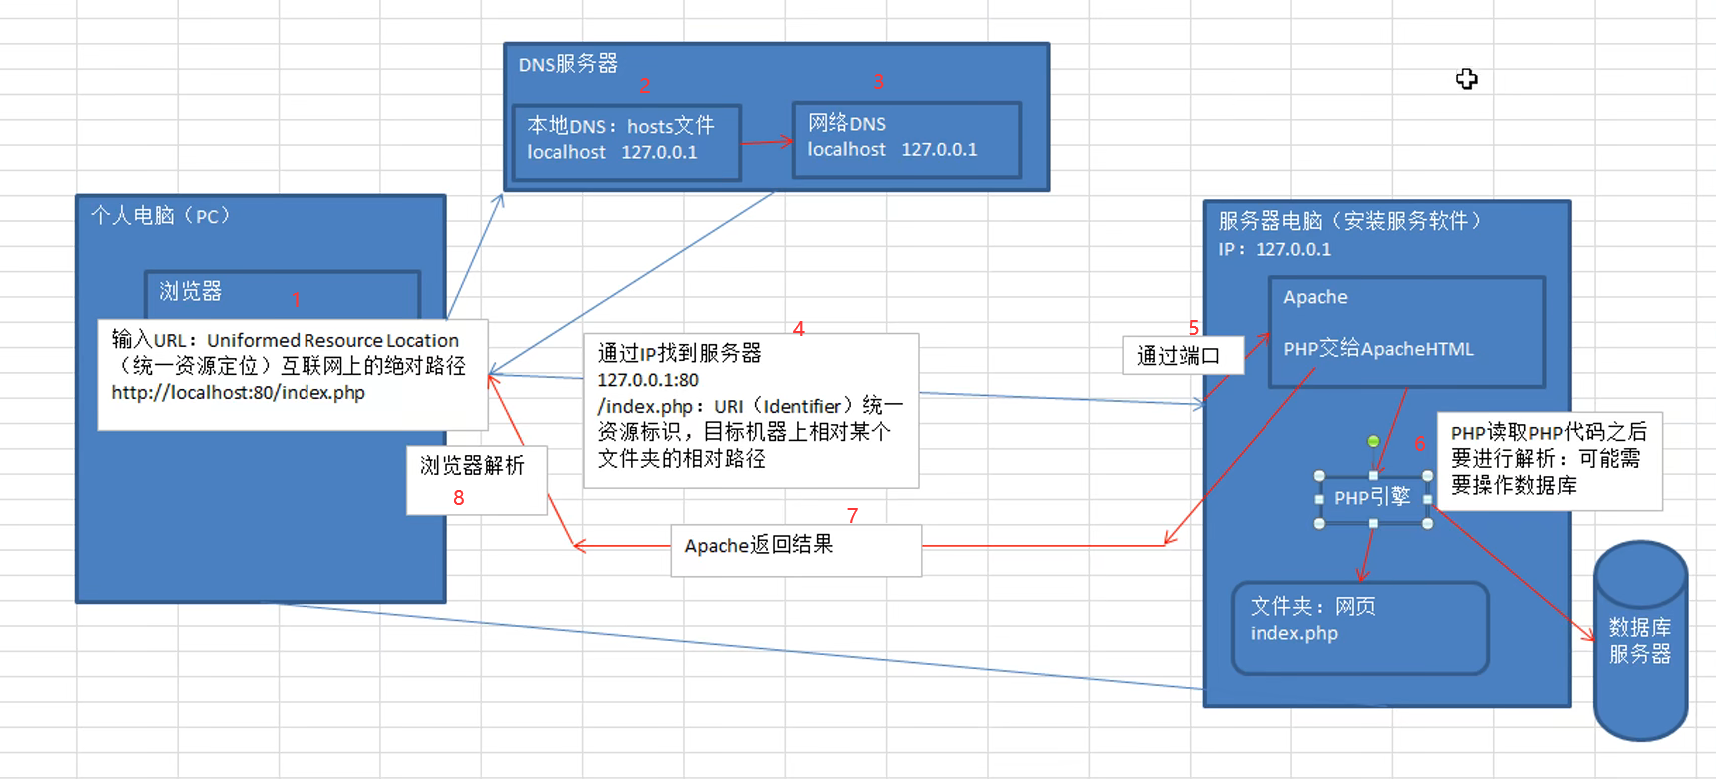 DNS服务器
2
3
本地DNS：hosts文件
localhost 127.0.0.1
网络DNS
localhost 127.0.0.1
个人电脑（PC）
浏览器
1
输入URL：Uniformed Resource Location
（统一资源定位）互联网上的绝对路径
http://localhost:80/index.php
4
通过IP找到服务器
127.0.0.1:80
/index.php：URI（Identifier）统一
资源标识，目标机器上相对某个
文件夹的相对路径
5
通过端口
服务器电脑（安装服务软件）
IP：127.0.0.1
Apache
PHP交给ApacheHTML
6
PHP读取PHP代码之后
要进行解析：可能需
要操作数据库
PHP引擎
浏览器解析
8
7
Apache返回结果
文件夹：网页
index.php
数据库
服务器